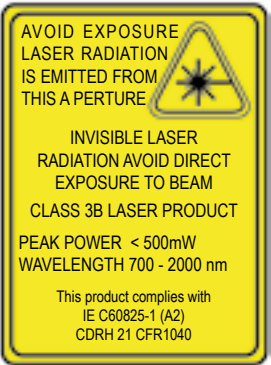 AVOID EXPOSURE
LASER RADIATION
IS EMITTED FROM
THIS A PERTURE
INVISIBLE LASER
RADIATION AVOID DIRECT
EXPOSURE TO BEAM
CLASS 3B LASER PRODUCT
PEAK POWER < 500mW
WAVELENGTH 700 - 2000 nm
This product complies with
IE C60825-1 (A2)
CDRH 21 CFR1040